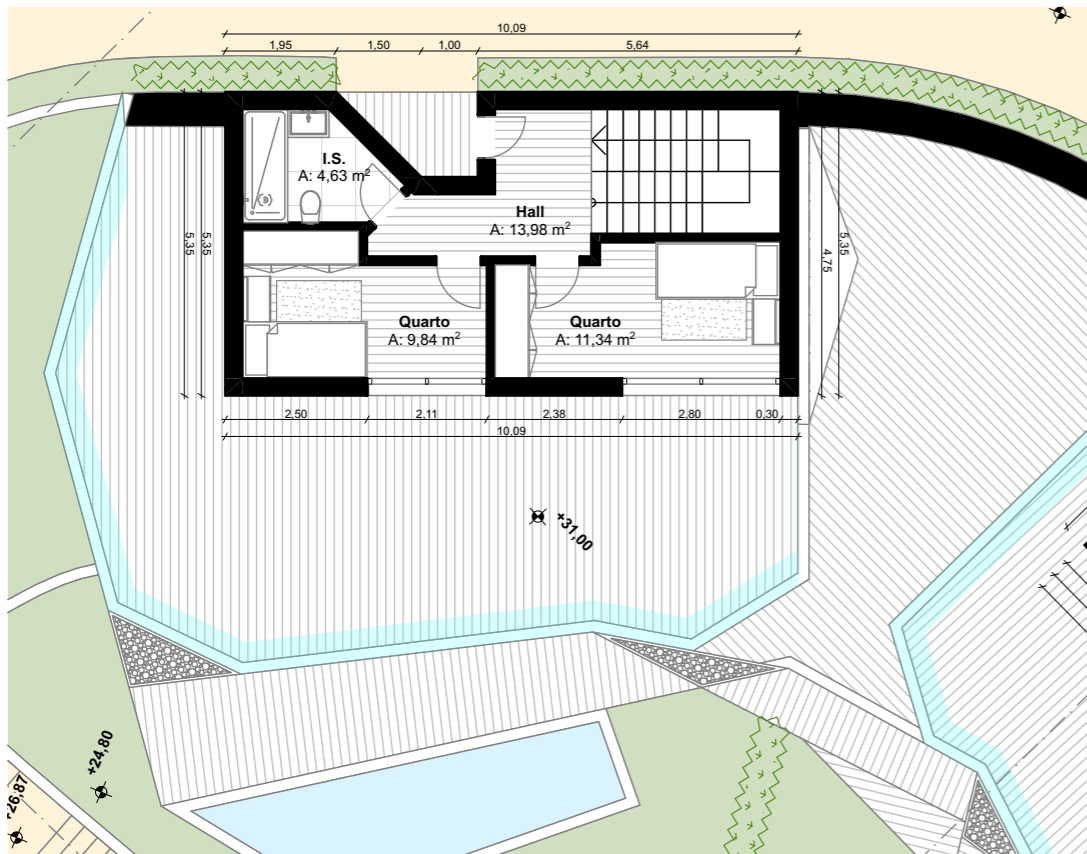 10,09
1,95
1,50
1,00
5,64
I.S.
A: 4,63 m²
Hall
A: 13,98 m²
5,35
5,35
4,75
5,35
Quarto
A: 9,84 m²
Quarto
A: 11,34 m²
2,50
2,11
2,38
2,80
0,30
10,09
+31,00
+24,80
+26,87